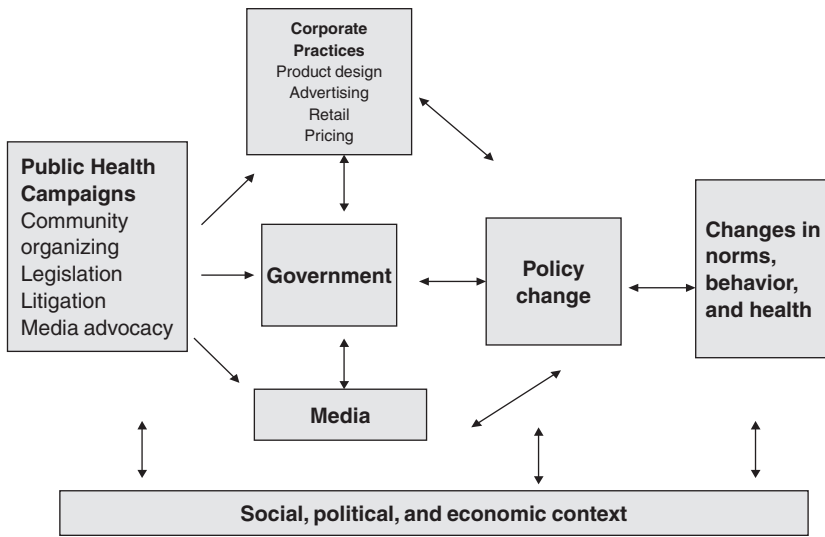 Corporate
Practices
Product design
Advertising
Retail
Pricing
Public Health
Campaigns
Community
organizing
Legislation
Litigation
Media advocacy
Government
Policy
change
Changes in
norms,
behavior,
and health
Media
Social, political, and economic context